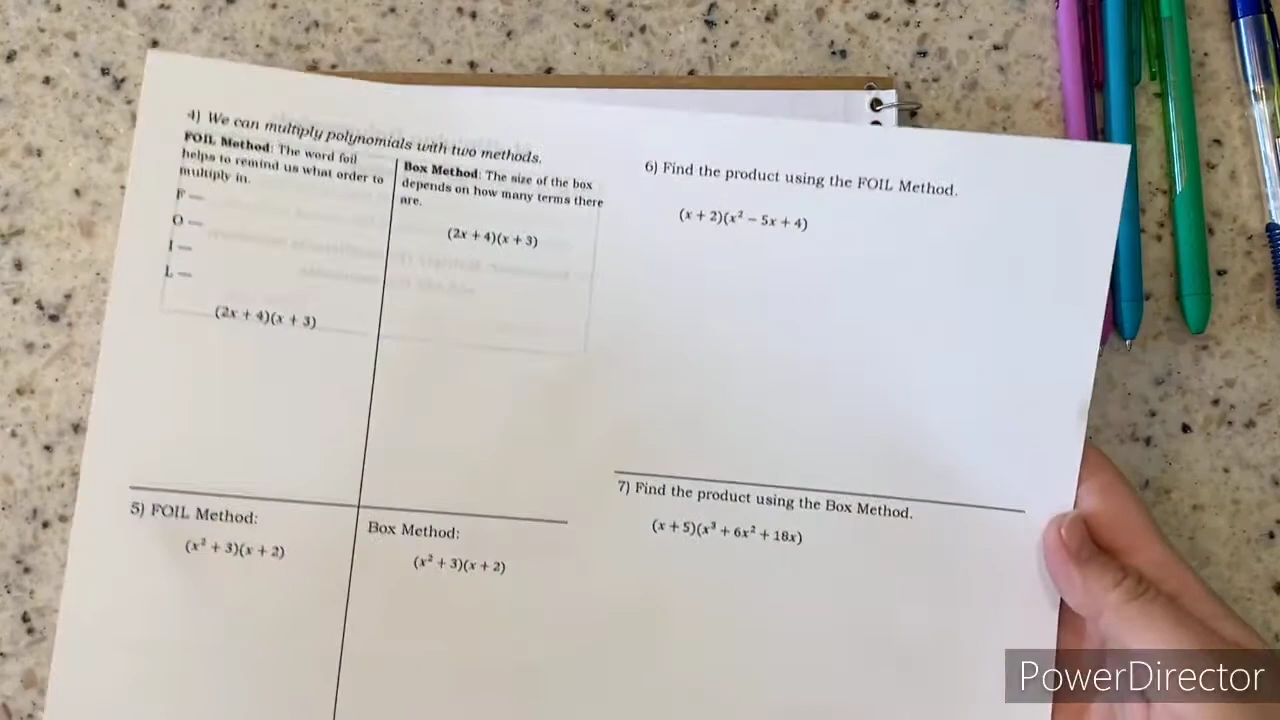 4) We can multiply polynomials with two methods.
FOIL Method: The word foil
helps to remind us what order to
multiply in.
F —
O —
I —
L —
(2x + 4)(x + 3)
Box Method: The size of the box
depends on how many terms there
are.
(2x + 4)(x + 3)
5) FOIL Method:
(x² + 3)(x + 2)
Box Method:
(x² + 3)(x + 2)
6) Find the product using the FOIL Method.
(x + 2)(x² − 5x + 4)
7) Find the product using the Box Method.
(x + 5)(x³ + 6x² + 18x)
PowerDirector